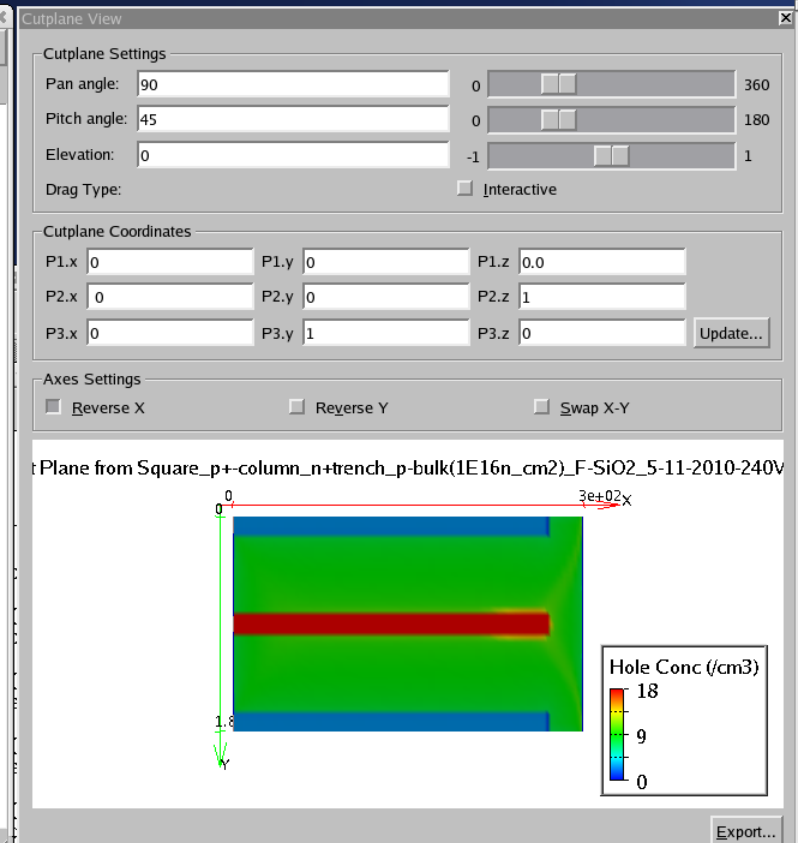 Cutplane View
Cutplane Settings
Pan angle: 90 0 360
Pitch angle: 45 0 180
Elevation: 0 -1 1
Drag Type: Interactive
Cutplane Coordinates
P1.x 0 P1.y 0 P1.z 0.0
P2.x 0 P2.y 0 P2.z 1
P3.x 0 P3.y 1 P3.z 0 Update...
Axes Settings
Reverse X Reverse Y Swap X-Y
t Plane from Square_p+-column_n+trench_p-bulk(1E16n_cm2)_F-SiO2_5-11-2010-240V
0 3e+02 X
0
Hole Conc (/cm3)
18
9
0
1.8
Y
Export...